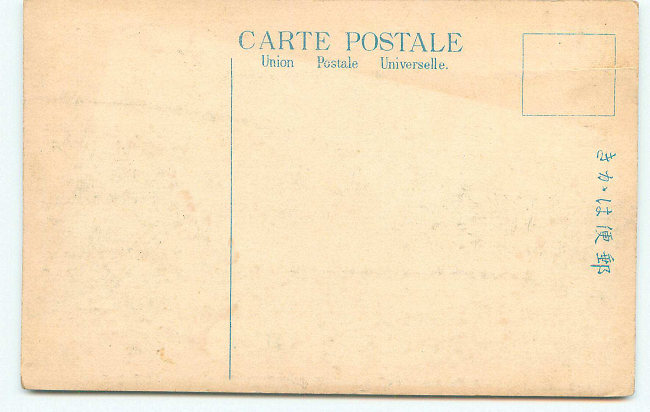 CARTE POSTALE
Union Postale Universelle.
きかは便郵